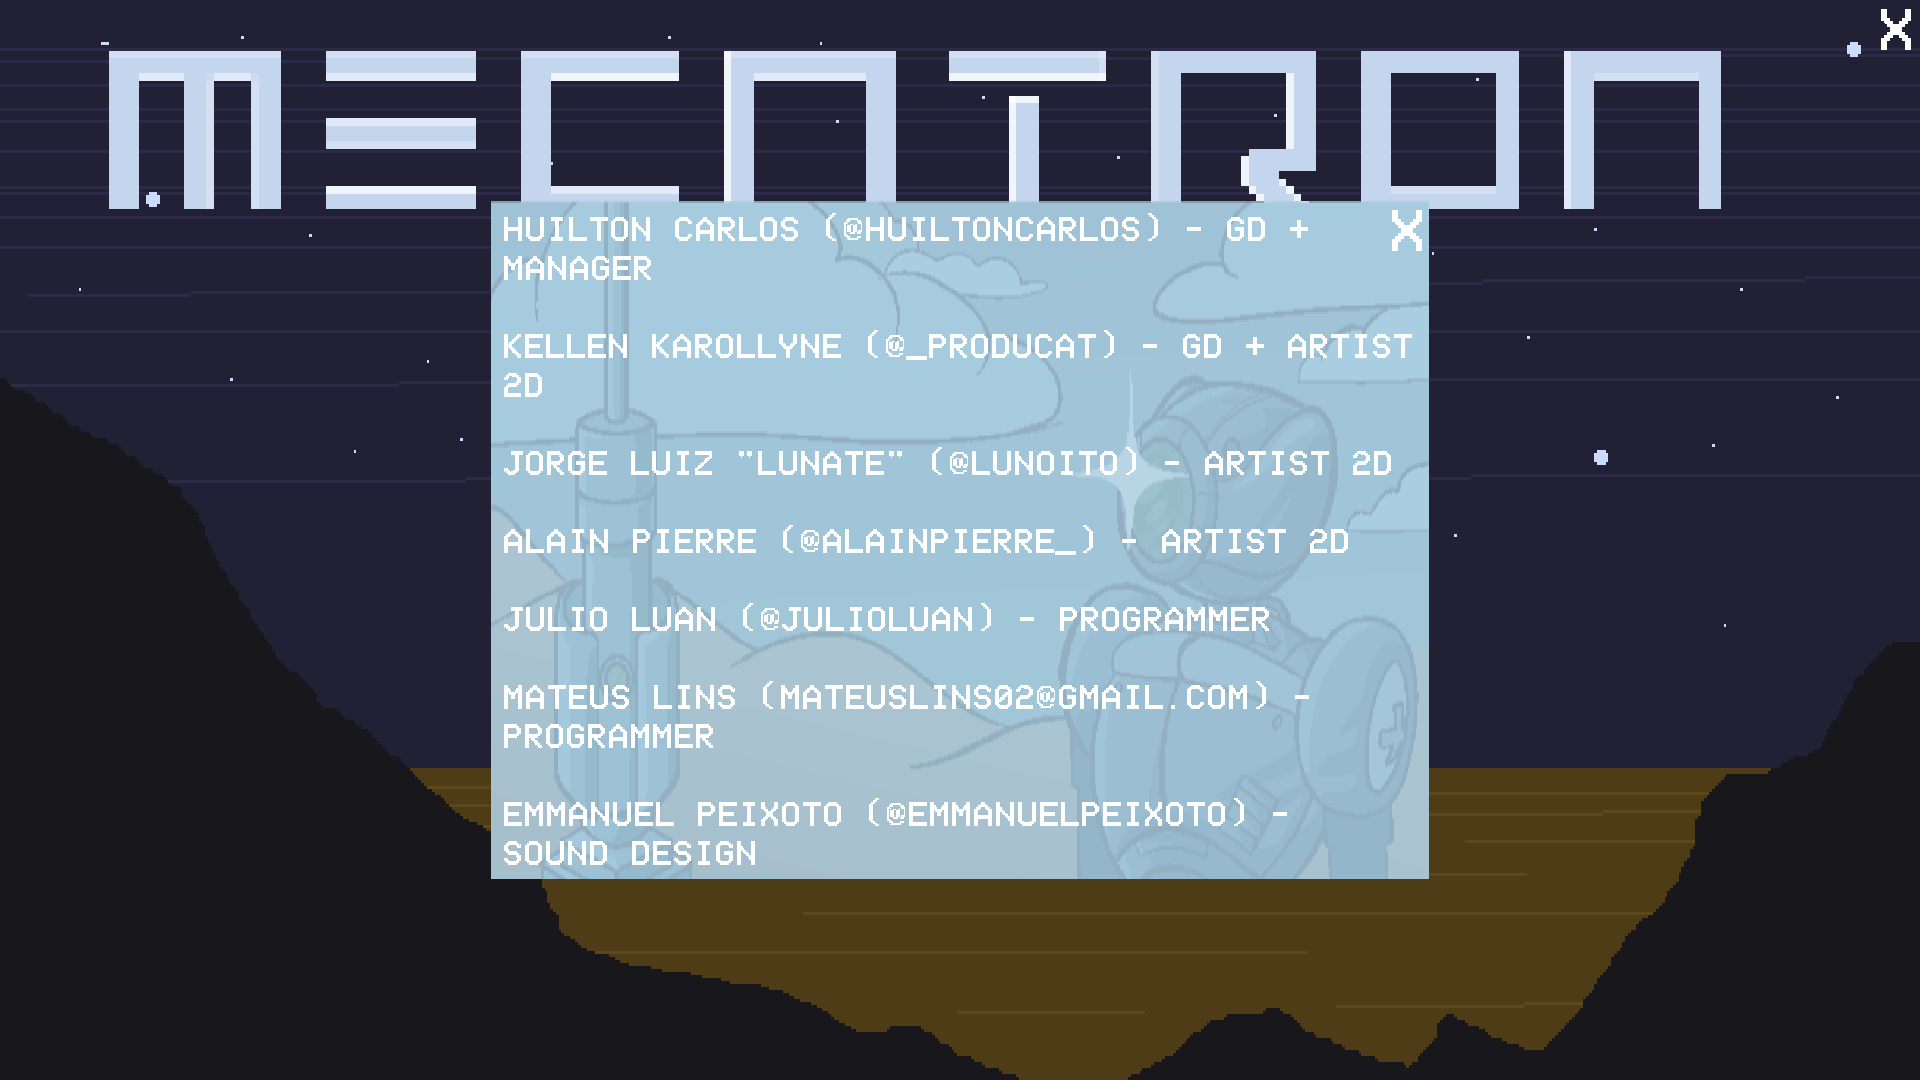 X
MECATRON
X
HUILTON CARLOS (@HUILTONCARLOS) - GD +
MANAGER
KELLEN KAROLLYNE (@_PRODUCAT) - GD + ARTIST
2D
JORGE LUIZ "LUNATE" (@LUNOITO) - ARTIST 2D
ALAIN PIERRE (@ALAINPIERRE_) - ARTIST 2D
JULIO LUAN (@JULIOLUAN) - PROGRAMMER
MATEUS LINS (MATEUSLINS02@GMAIL.COM) -
PROGRAMMER
EMMANUEL PEIXOTO (@EMMANUELPEIXOTO) -
SOUND DESIGN